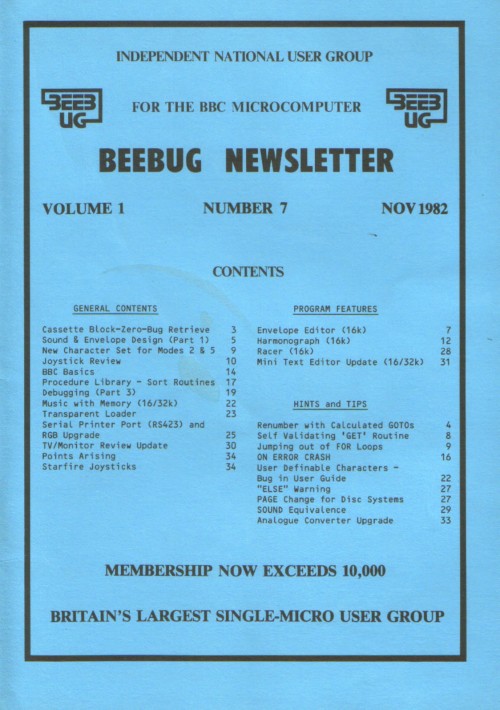 INDEPENDENT NATIONAL USER GROUP
BEEB UG
FOR THE BBC MICROCOMPUTER
BEEB UG
BEEBUG NEWSLETTER
VOLUME 1 NUMBER 7 NOV 1982
CONTENTS
GENERAL CONTENTS
Cassette Block-Zero-Bug Retrieve 3
Sound & Envelope Design (Part 1) 5
New Character Set for Modes 2 & 5 9
Joystick Review 10
BBC Basics 14
Procedure Library - Sort Routines 17
Debugging (Part 3) 19
Music with Memory (16/32k) 22
Transparent Loader 23
Serial Printer Port (RS423) and
RGB Upgrade 25
TV/Monitor Review Update 30
Points Arising 34
Starfire Joysticks 34
PROGRAM FEATURES
Envelope Editor (16k) 7
Harmonograph (16k) 12
Racer (16k) 28
Mini Text Editor Update (16/32k) 31
HINTS and TIPS
Renumber with Calculated GOTOs 4
Self Validating 'GET' Routine 8
Jumping out of FOR Loops 9
ON ERROR CRASH 16
User Definable Characters -
Bug in User Guide 22
"ELSE" Warning 27
PAGE Change for Disc Systems 27
SOUND Equivalence 29
Analogue Converter Upgrade 33
MEMBERSHIP NOW EXCEEDS 10,000
BRITAIN'S LARGEST SINGLE-MICRO USER GROUP